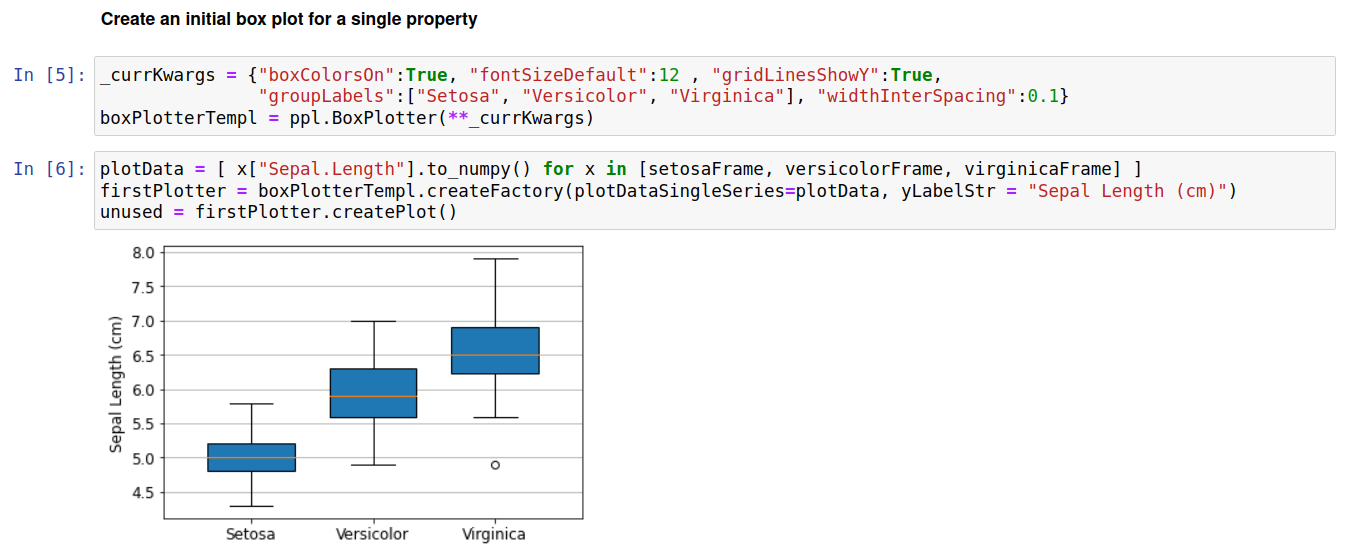 Create an initial box plot for a single property
In [5]: _currKwargs = {"boxColorsOn":True, "fontSizeDefault":12 , "gridLinesShowY":True,
"groupLabels":["Setosa", "Versicolor", "Virginica"], "widthInterSpacing":0.1}
boxPlotterTempl = ppl.BoxPlotter(**_currKwargs)
In [6]: plotData = [ x["Sepal.Length"].to_numpy() for x in [setosaFrame, versicolorFrame, virginicaFrame] ]
firstPlotter = boxPlotterTempl.createFactory(plotDataSingleSeries=plotData, yLabelStr = "Sepal Length (cm)")
unused = firstPlotter.createPlot()
Sepal Length (cm)
8.0
7.5
7.0
6.5
6.0
5.5
5.0
4.5
Setosa Versicolor Virginica